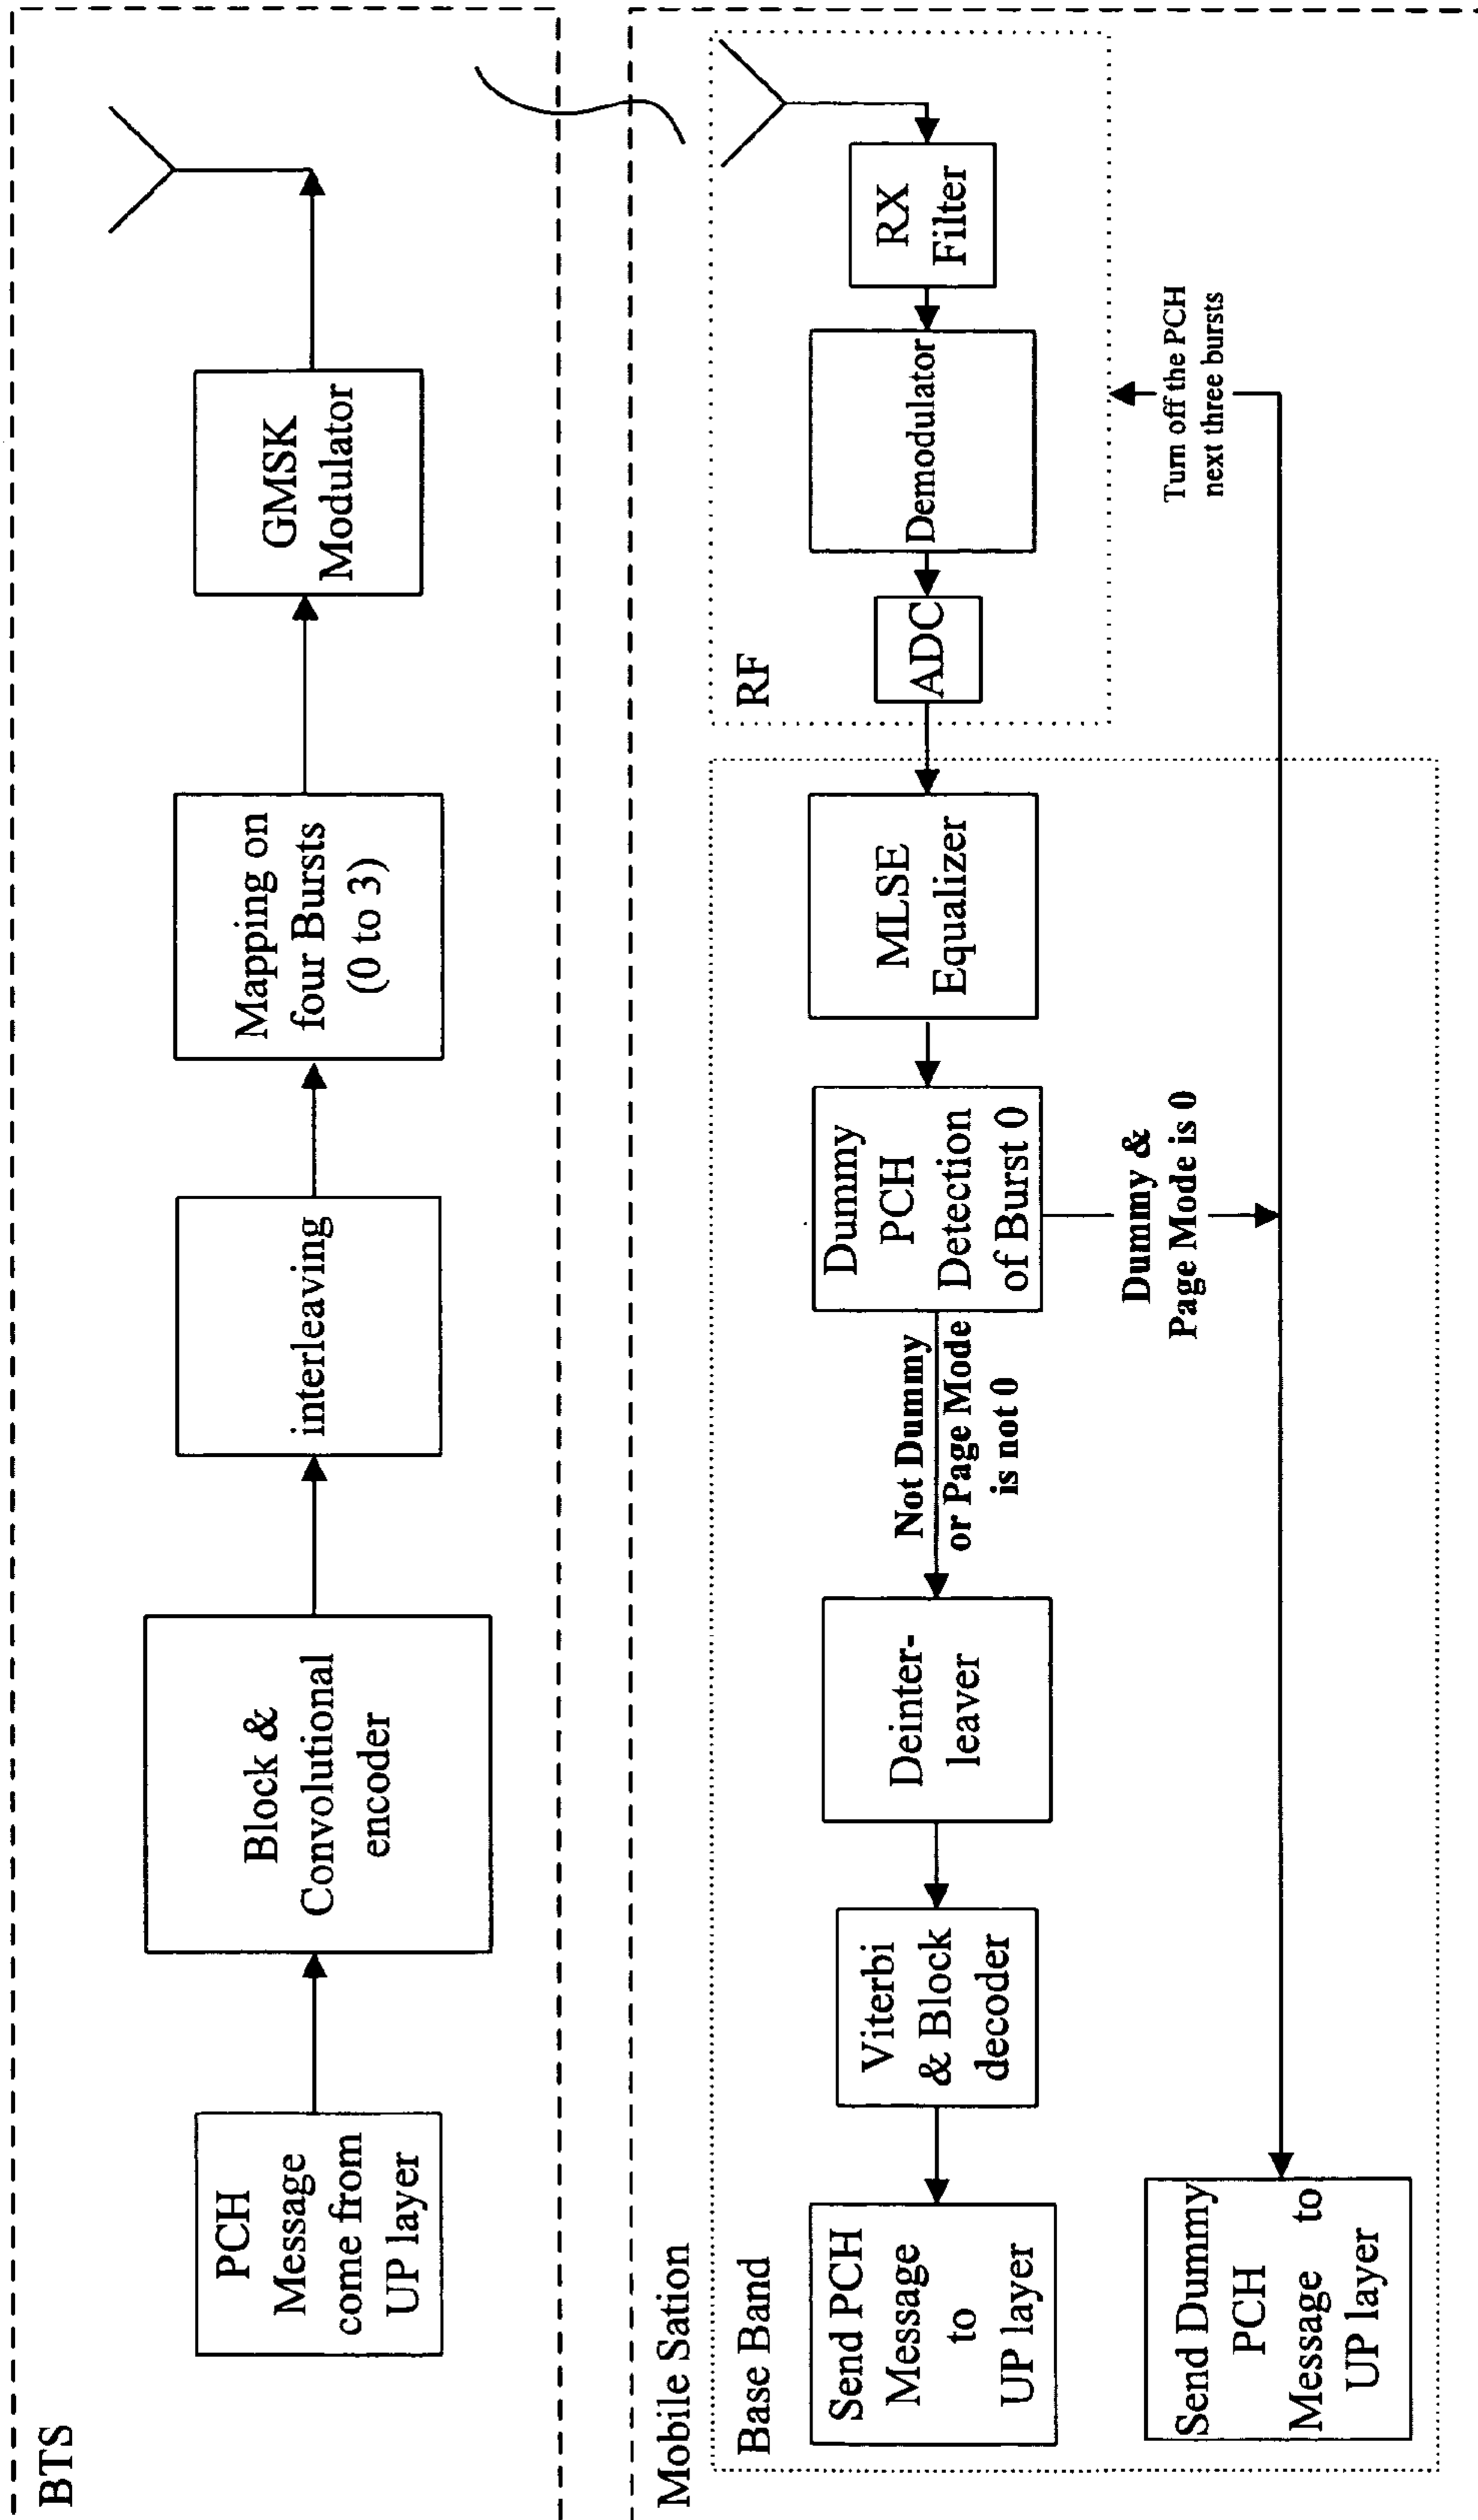 BTS
PCH
Message
come from
UP layer
Block &
Convolutional
encoder
interleaving
Mapping on
four Bursts
(0 to 3)
GMSK
Modulator
Mobile Sation
Base Band
Send PCH
Message
to
UP layer
Viterbi
& Block
decoder
Deinter-
leaver
Not Dummy
or Page Mode
is not 0
Dummy
PCH
Detection
of Burst 0
MLSE
Equalizer
RF
ADC
Demodulator
RX
Filter
Dummy &
Page Mode is 0
Turn off the PCH
next three bursts
Send Dummy
PCH
Message to
UP layer